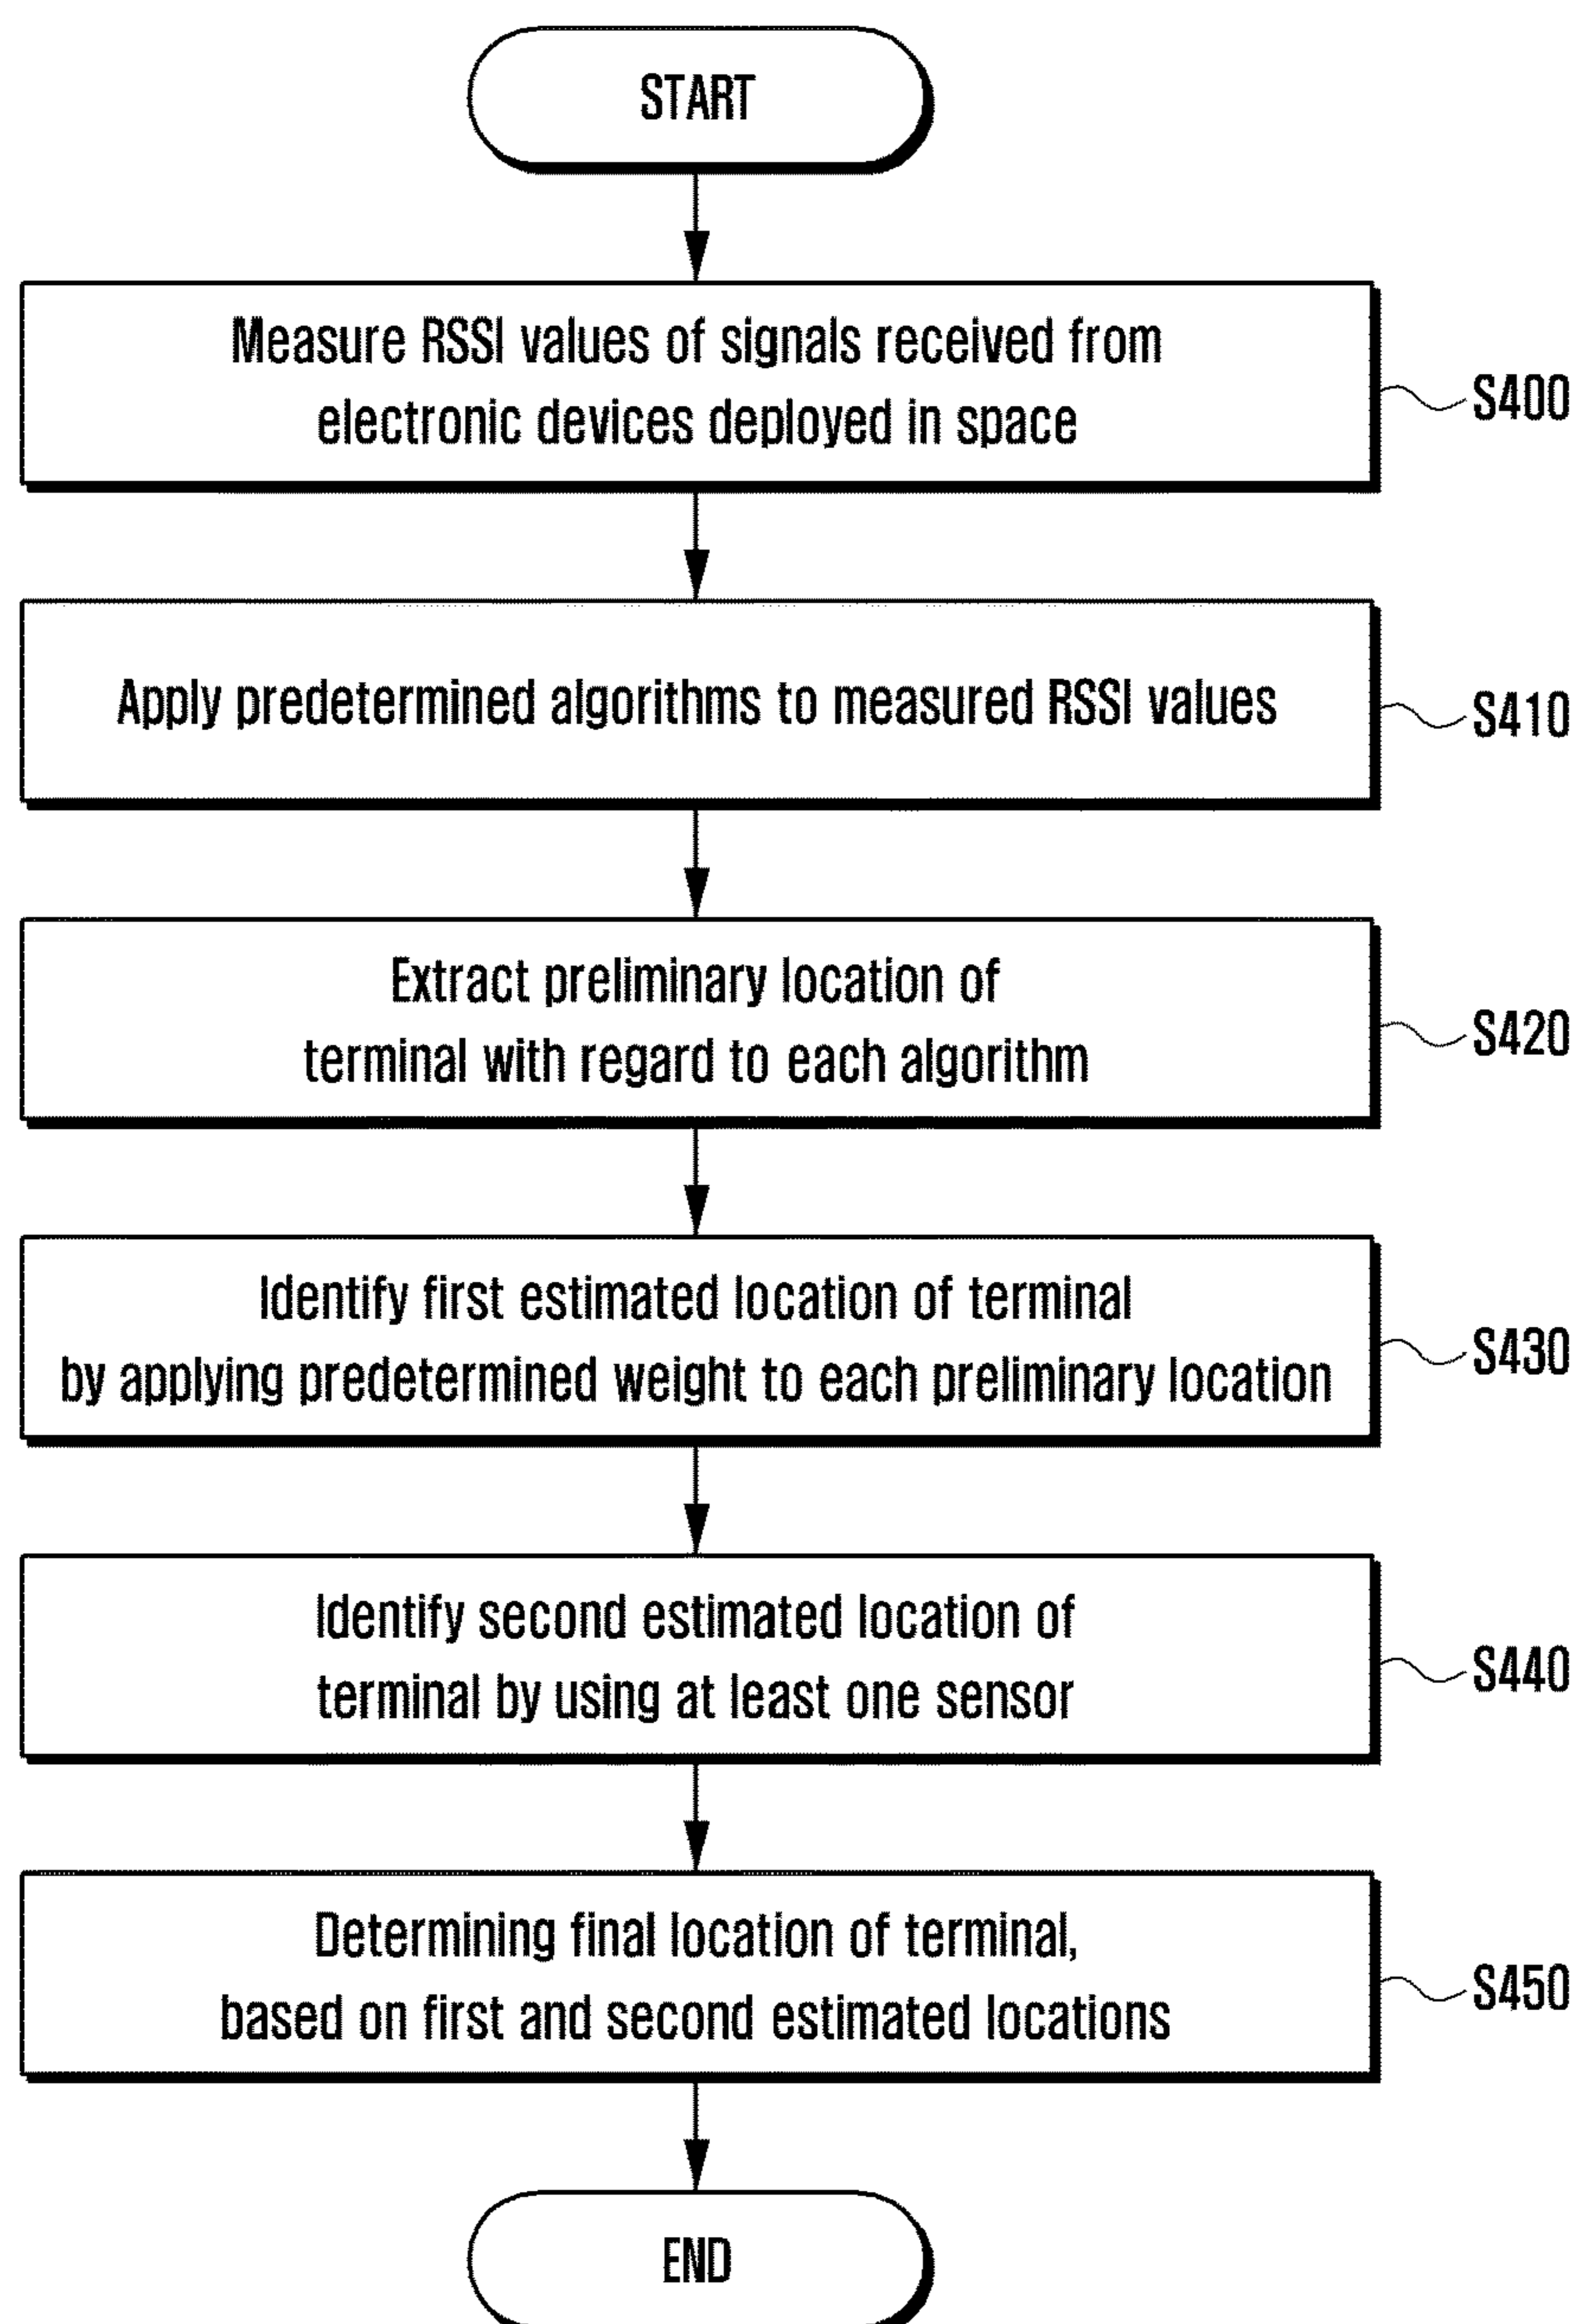 START
Measure RSSI values of signals received from
electronic devices deployed in space
S400
Apply predetermined algorithms to measured RSSI values
S410
Extract preliminary location of
terminal with regard to each algorithm
S420
Identify first estimated location of terminal
by applying predetermined weight to each preliminary location
S430
Identify second estimated location of
terminal by using at least one sensor
S440
Determining final location of terminal,
based on first and second estimated locations
S450
END